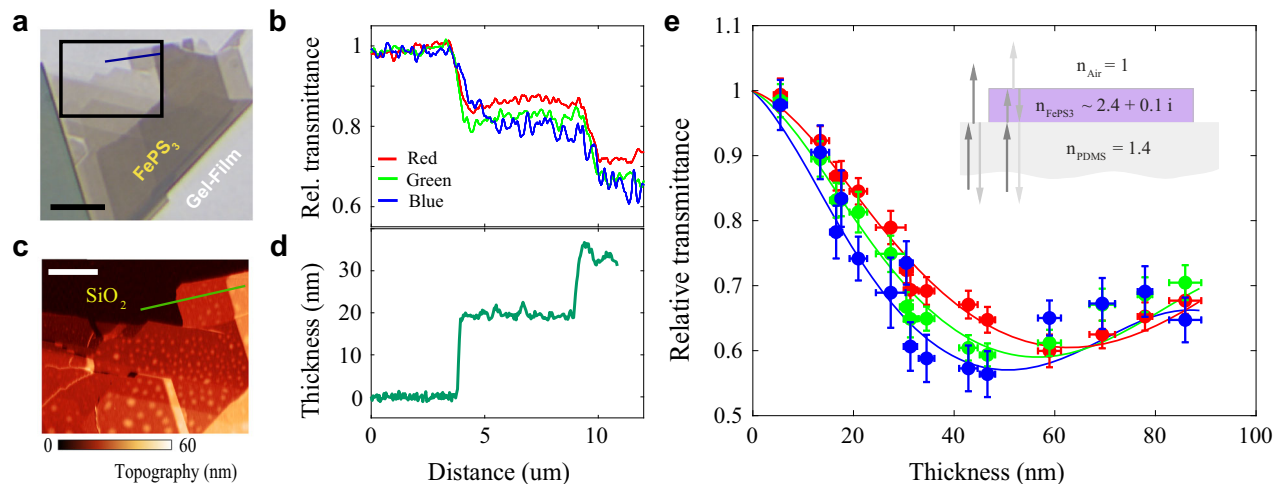 a
FePS3
Gel-Film
b
Rel. transmittance
1
0.8
0.6
Red
Green
Blue
c
SiO2
0
60
Topography (nm)
d
Thickness (nm)
30
20
10
0
0
5
10
Distance (um)
e
Relative transmittance
1.1
1
0.9
0.8
0.7
0.6
0.5
0
20
40
60
80
100
Thickness (nm)
nAir = 1
nFePS3 ~ 2.4 + 0.1 i
nPDMS = 1.4